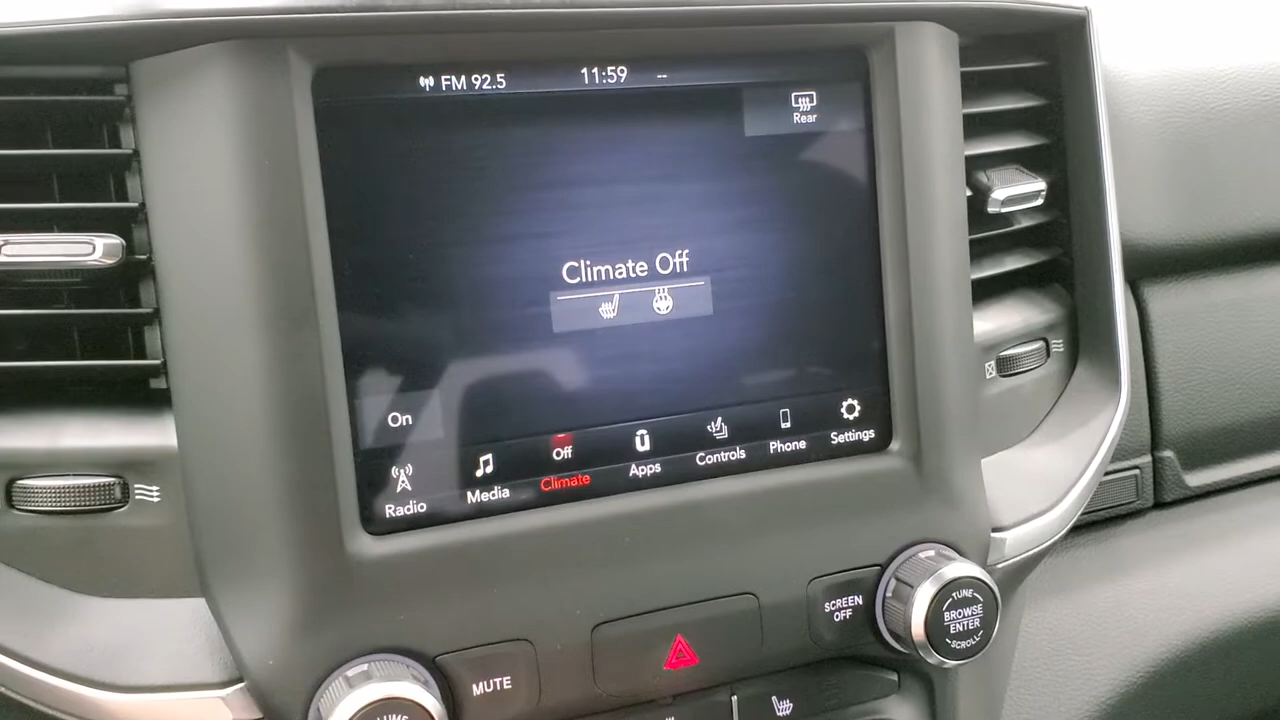 FM 92.5 11:59 --
Rear
Climate Off
On
Off
Radio Media Climate Apps Controls Phone Settings
SCREEN
OFF
TUNE
BROWSE
ENTER
SCROLL
MUTE